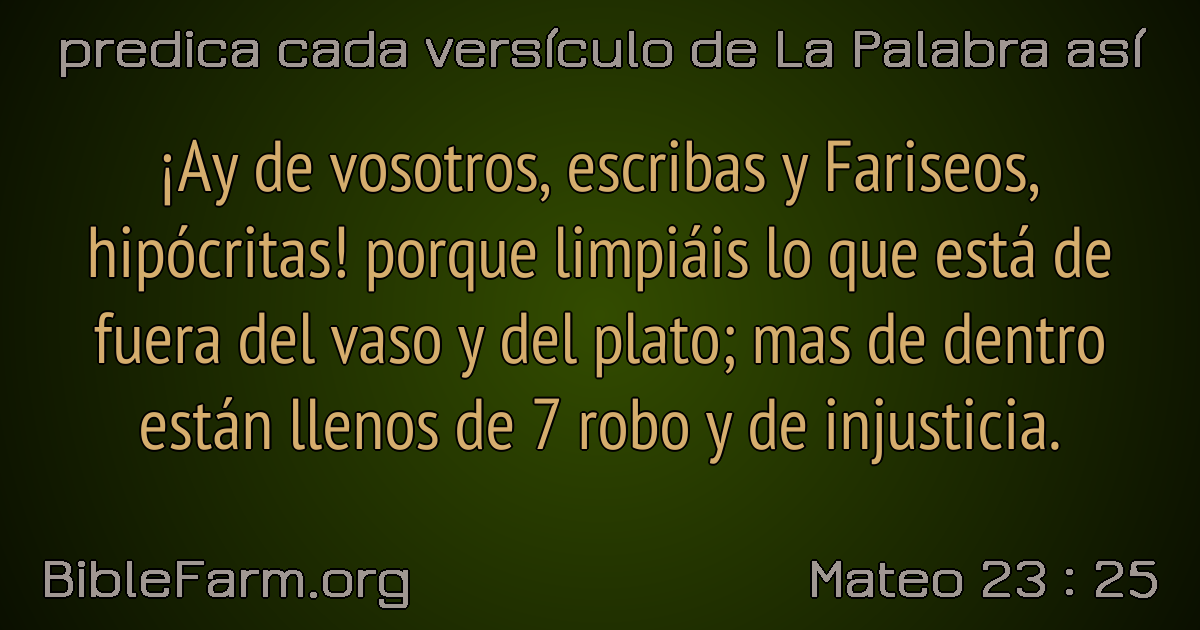 predica cada versículo de La Palabra así
¡Ay de vosotros, escribas y Fariseos,
hipócritas! porque limpiáis lo que está de
fuera del vaso y del plato; mas de dentro
están llenos de 7 robo y de injusticia.
BibleFarm.org
Mateo 23 : 25